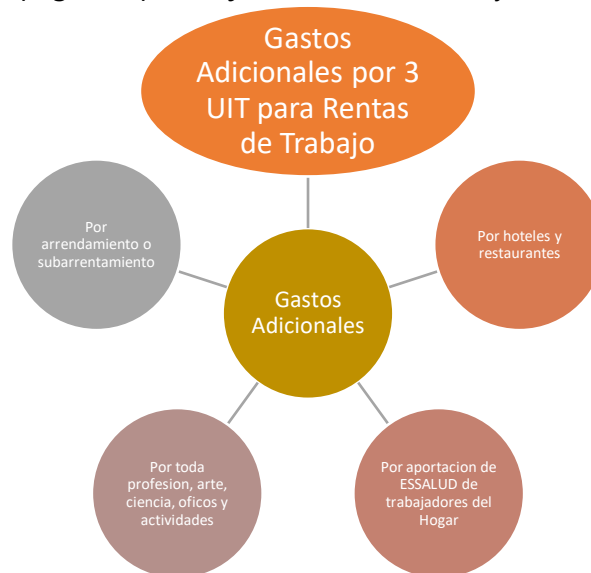 Gastos
Adicionales por 3
UIT para Rentas
de Trabajo
Por
arrendamiento o
subarrentamiento
Por hoteles y
restaurantes
Gastos
Adicionales
Por toda
profesion, arte,
ciencia, oficos y
actividades
Por aportacion de
ESSALUD de
trabajadores del
Hogar